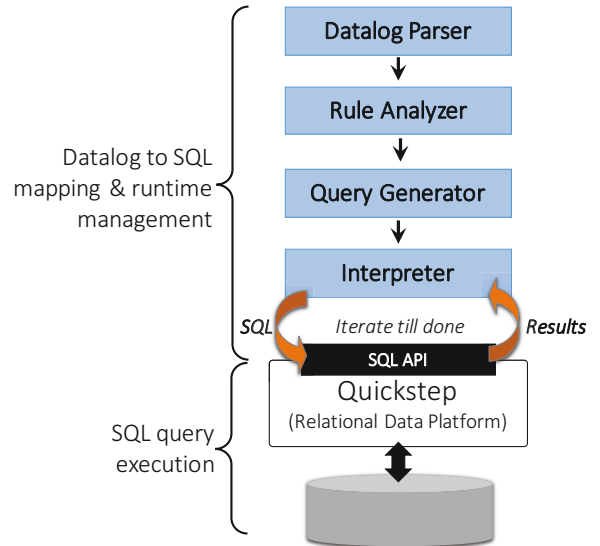 Datalog Parser
Rule Analyzer
Datalog to SQL
mapping & runtime
management
Query Generator
Interpreter
SQL
Iterate till done
Results
SQL API
Quickstep
(Relational Data Platform)
SQL query
execution